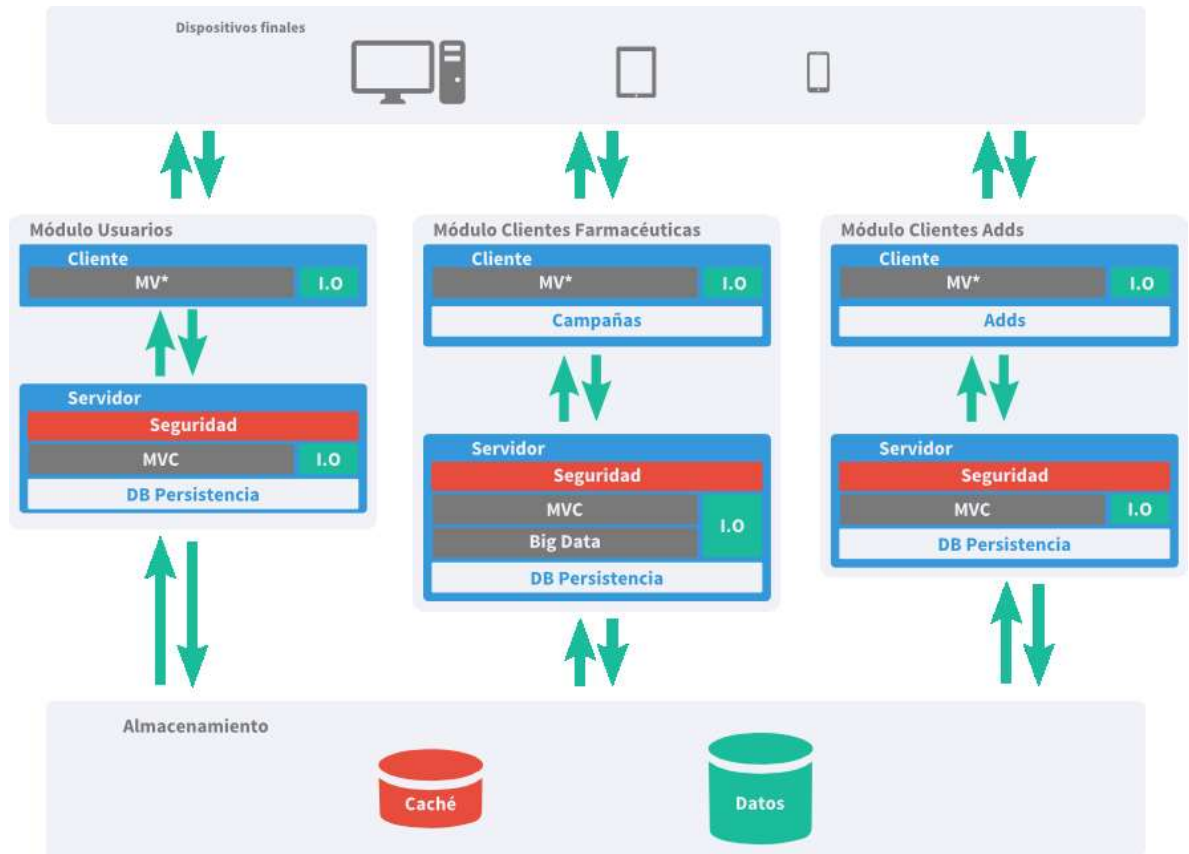 Dispositivos finales
Módulo Usuarios
Cliente
MV*
I.O
Servidor
Seguridad
MVC
I.O
DB Persistencia
Módulo Clientes Farmacéuticas
Cliente
MV*
I.O
Campañas
Servidor
Seguridad
MVC
I.O
Big Data
DB Persistencia
Módulo Clientes Adds
Cliente
MV*
I.O
Adds
Servidor
Seguridad
MVC
I.O
DB Persistencia
Almacenamiento
Caché
Datos